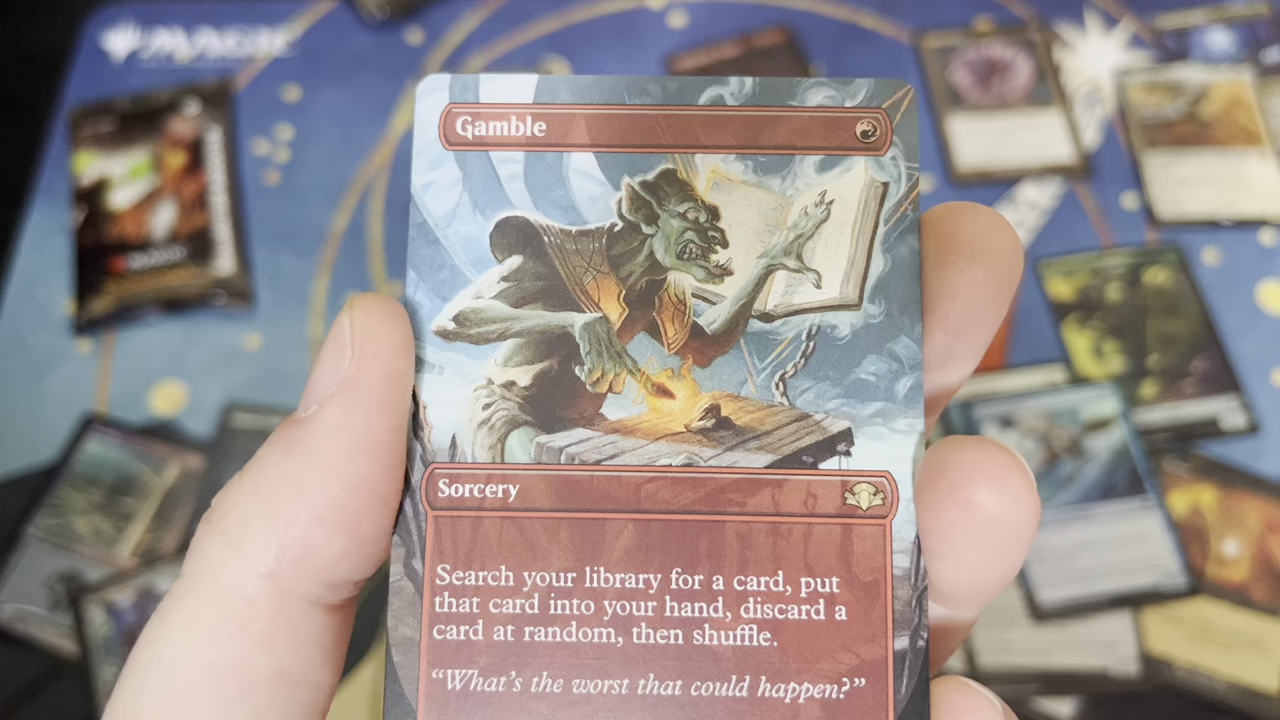 MAGIC
Gamble
Sorcery
Search your library for a card, put
that card into your hand, discard a
card at random, then shuffle.
“What’s the worst that could happen?”